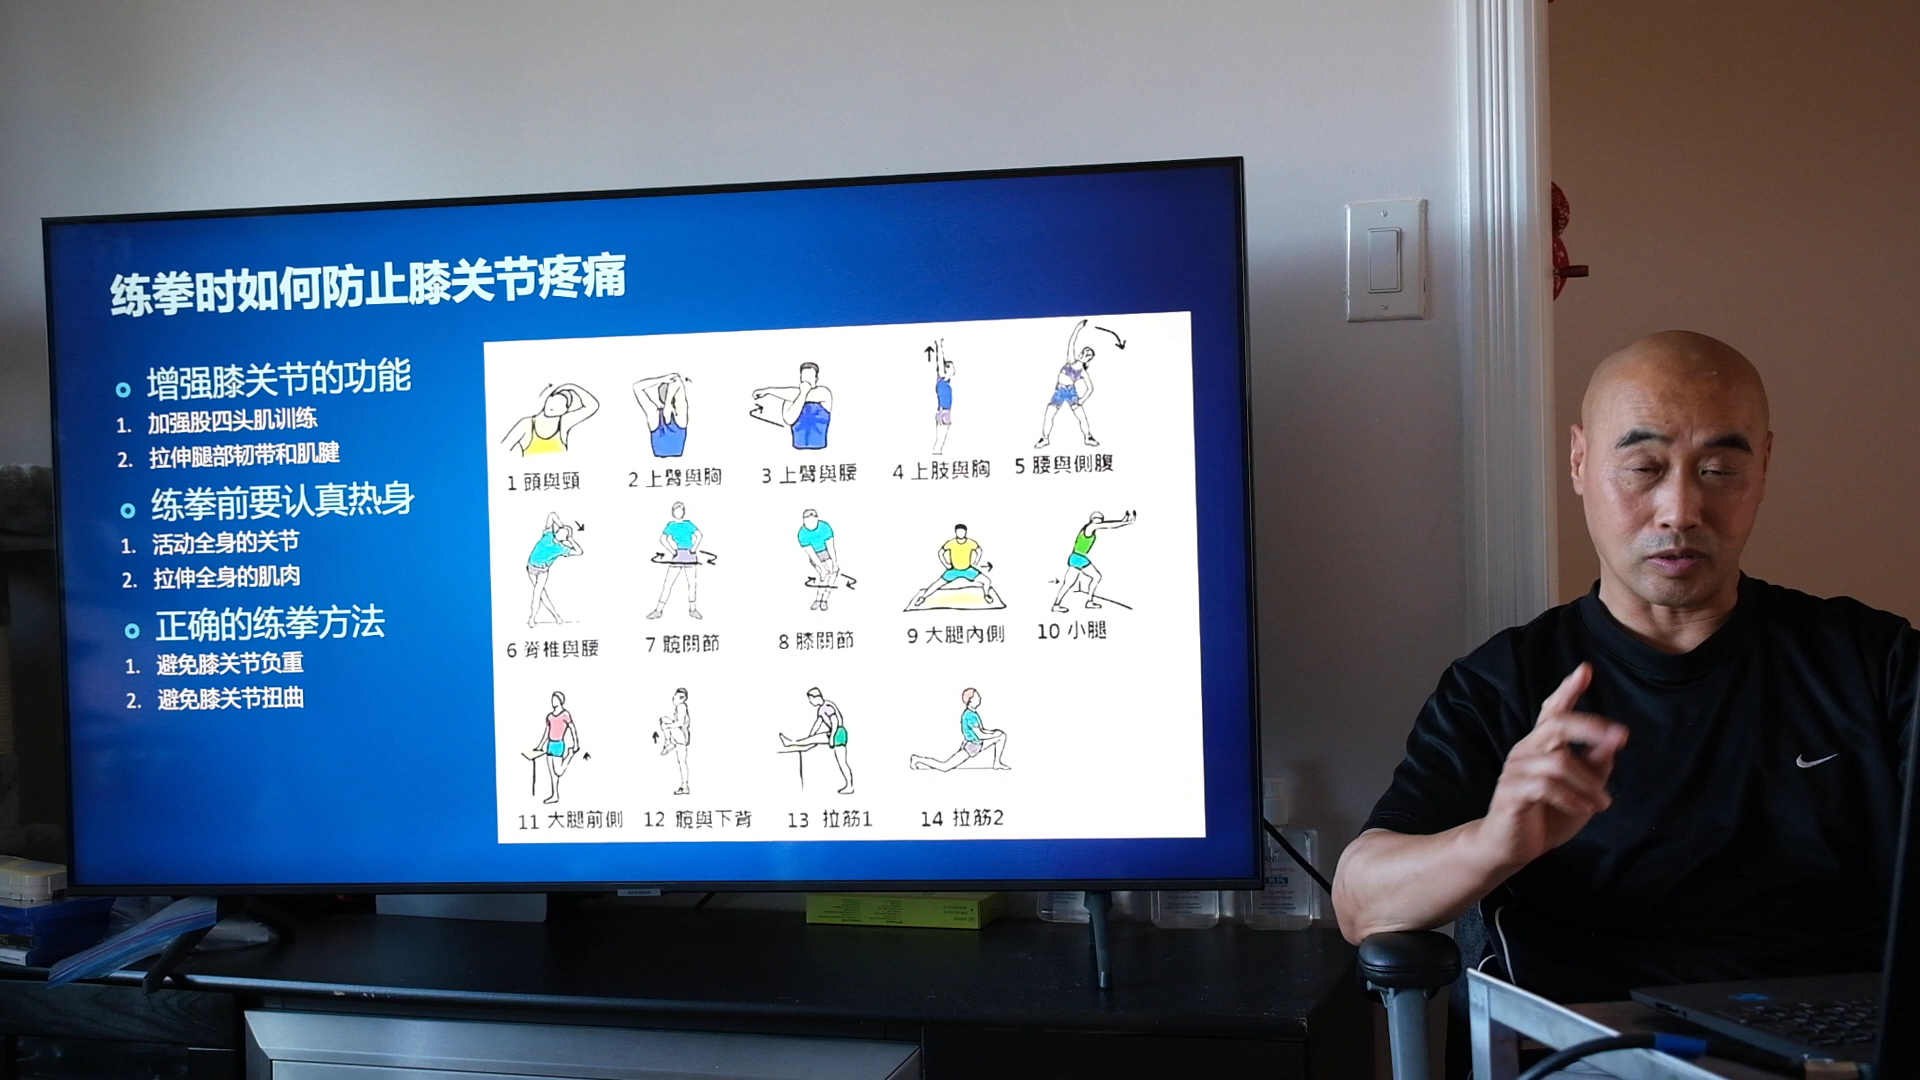 练拳时如何防止膝关节疼痛
增强膝关节的功能
1. 加强股四头肌训练
2. 拉伸腿部韧带和肌腱
练拳前要认真热身
1. 活动全身的关节
2. 拉伸全身的肌肉
正确的练拳方法
1. 避免膝关节负重
2. 避免膝关节扭曲
1 頭與頸
2 上臂與胸
3 上臂與腰
4 上肢與胸
5 腰與側腹
6 脊椎與腰
7 髖關節
8 膝關節
9 大腿內側
10 小腿
11 大腿前側
12 髖與下背
13 拉筋1
14 拉筋2